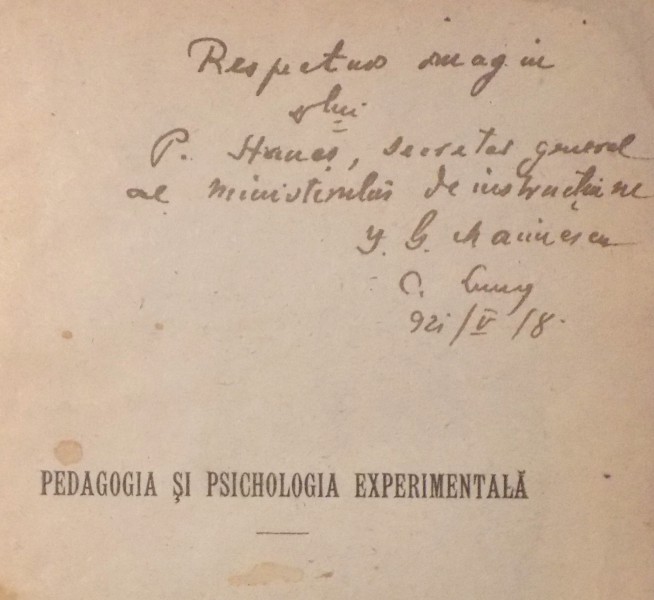 Respectuos omagiu
dlui
P. Haneș, secretar general
al ministerului de instrucțiune
G. Marinescu
C. Lung
921/V/8.
PEDAGOGIA ȘI PSICHOLOGIA EXPERIMENTALĂ